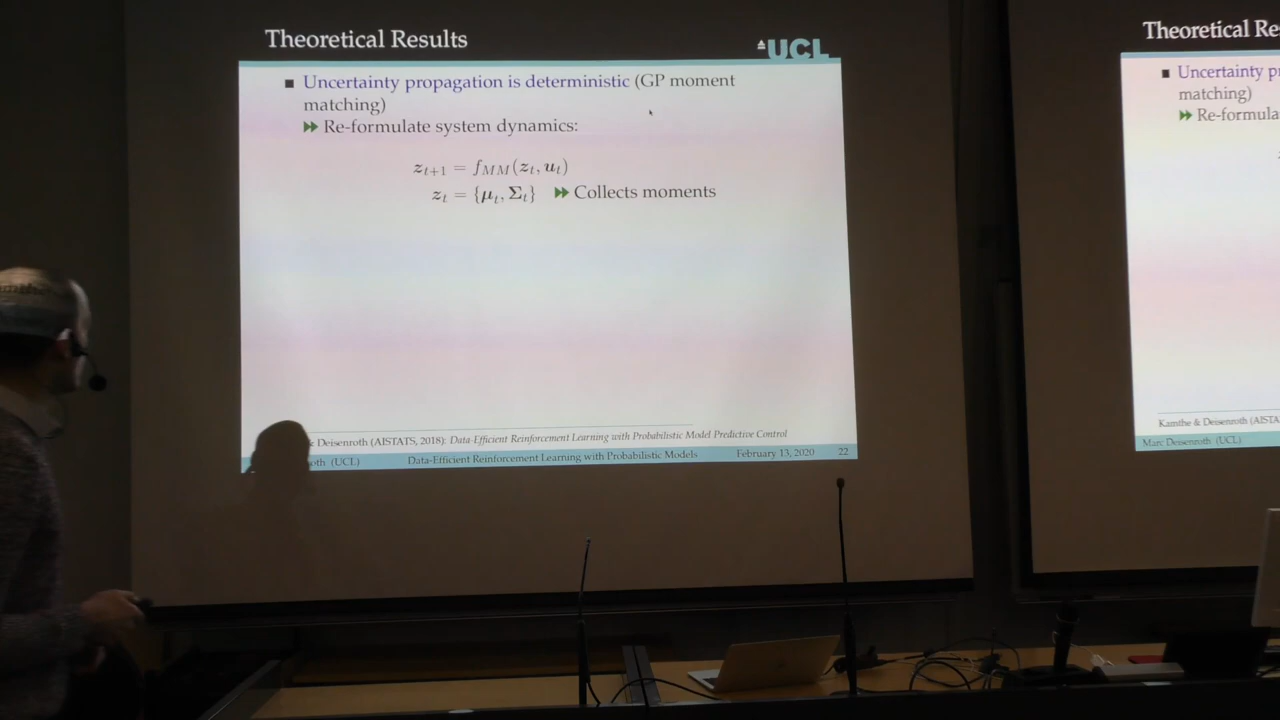 Theoretical Results
UCL
■ Uncertainty propagation is deterministic (GP moment
matching)
Re-formulate system dynamics:
z_{t+1} = f_{MM}(z_t, u_t)
z_t = {μ_t, Σ_t} Collects moments
& Deisenroth (AISTATS, 2018): Data-Efficient Reinforcement Learning with Probabilistic Model Predictive Control
(UCL) Data-Efficient Reinforcement Learning with Probabilistic Models February 13, 2020 22
Theoretical Re
■ Uncertainty p
matching)
Re-formula
Kamthe & Deisenroth (AISTA
Marc Deisenroth (UCL)